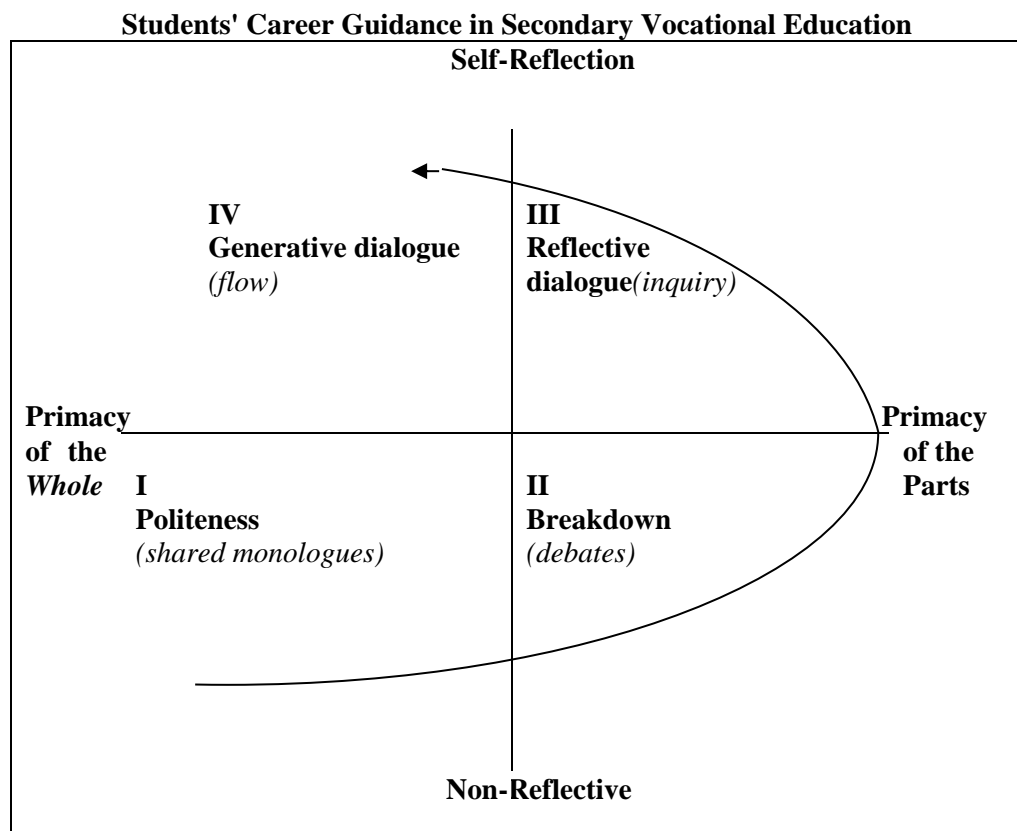 Students' Career Guidance in Secondary Vocational Education
Self-Reflection
IV
Generative dialogue
(flow)
III
Reflective
dialogue(inquiry)
Primacy
of the
Whole
Primacy
of the
Parts
I
Politeness
(shared monologues)
II
Breakdown
(debates)
Non-Reflective